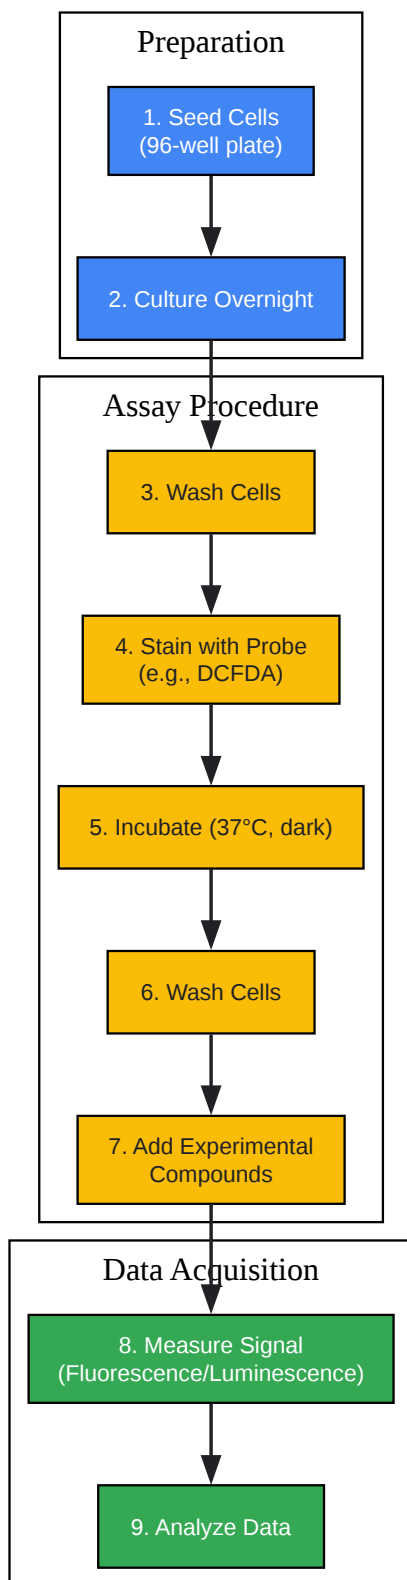 Preparation
1. Seed Cells
(96-well plate)
2. Culture Overnight
Assay Procedure
3. Wash Cells
4. Stain with Probe
(e.g., DCFDA)
5. Incubate (37°C, dark)
6. Wash Cells
7. Add Experimental
Compounds
Data Acquisition
8. Measure Signal
(Fluorescence/Luminescence)
9. Analyze Data